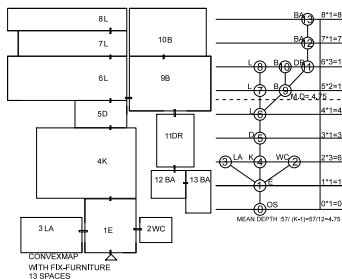 8L
7L
6L
10B
9B
5D
11DR
4K
12 BA
13 BA
3 LA
1E
2WC
CONVEXMAP
WITH FIX-FURNITURE
13 SPACES
BA 13 8*1=8
BA 12 7*1=7
L 8 B 10 DR 11 6*3=1
L 7 B 9 5*2=1
M.D= 4.75
L 6 4*1=4
D 5 3*1=3
3 LA K 4 WC 2 2*3=6
1 E 1*1=1
0 OS 0*1=0
MEAN DEPTH :57/ (K-1)=57/12=4.75